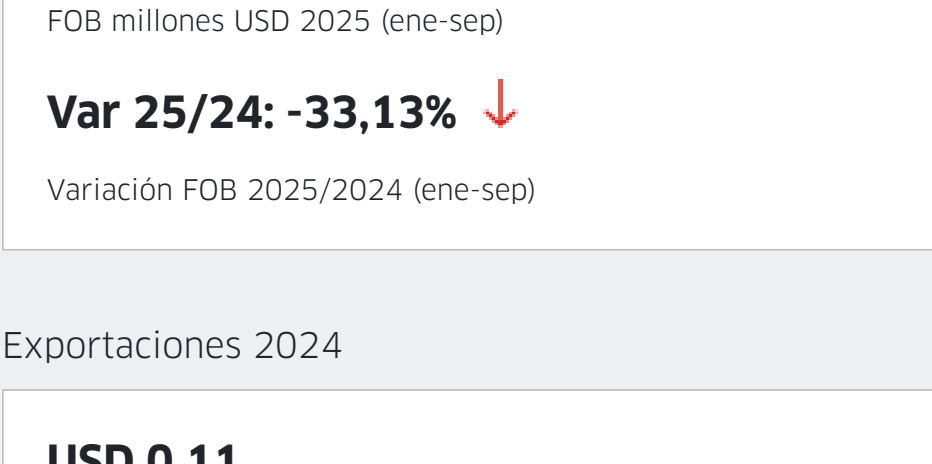 FOB millones USD 2025 (ene-sep)
Var 25/24: -33,13%
Variación FOB 2025/2024 (ene-sep)
Exportaciones 2024
USD 0,11